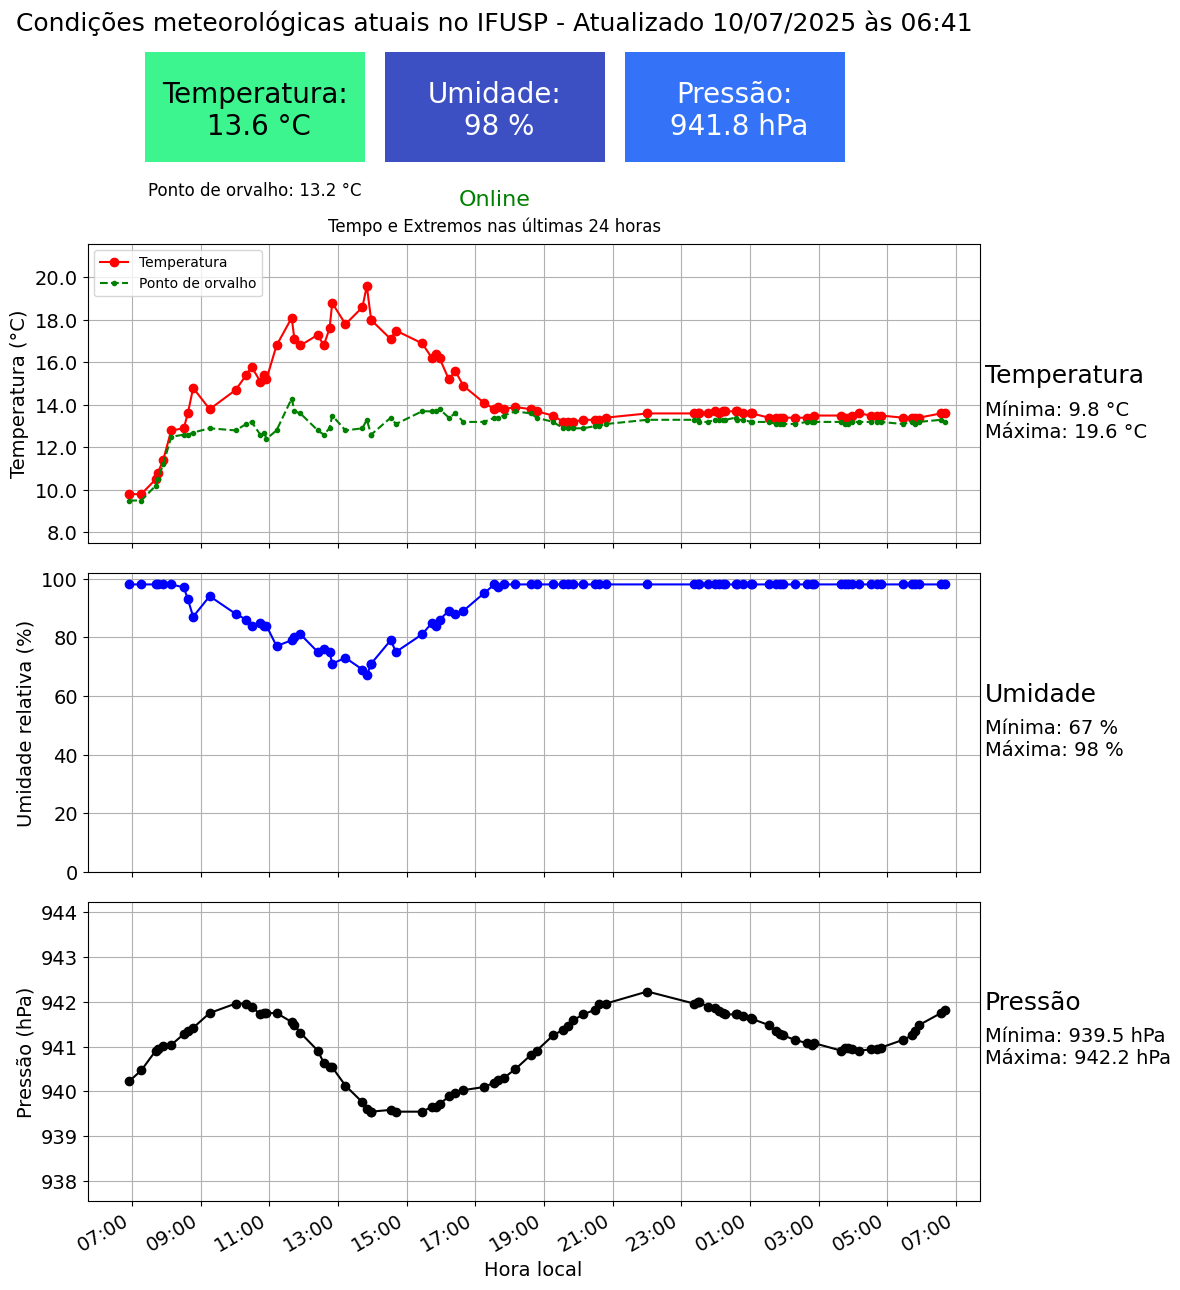 Condições meteorológicas atuais no IFUSP - Atualizado 10/07/2025 às 06:41
Temperatura:
13.6 °C
Umidade:
98 %
Pressão:
941.8 hPa
Ponto de orvalho: 13.2 °C
Online
Tempo e Extremos nas últimas 24 horas
Temperatura
Ponto de orvalho
Temperatura (°C)
20.0
18.0
16.0
14.0
12.0
10.0
8.0
Temperatura
Mínima: 9.8 °C
Máxima: 19.6 °C
Umidade relativa (%)
100
80
60
40
20
0
Umidade
Mínima: 67 %
Máxima: 98 %
Pressão (hPa)
944
943
942
941
940
939
938
Pressão
Mínima: 939.5 hPa
Máxima: 942.2 hPa
07:00 09:00 11:00 13:00 15:00 17:00 19:00 21:00 23:00 01:00 03:00 05:00 07:00
Hora local